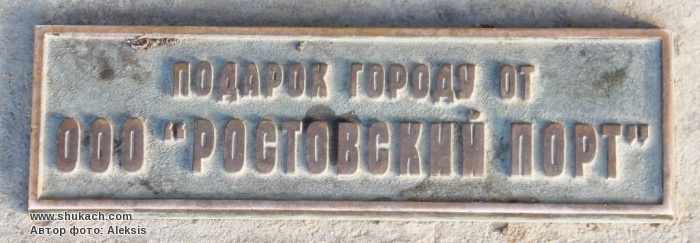 ПОДАРОК ГОРОДУ ОТ
ООО "РОСТОВСКИЙ ПОРТ"
www.shukach.com
Автор фото: Aleksis